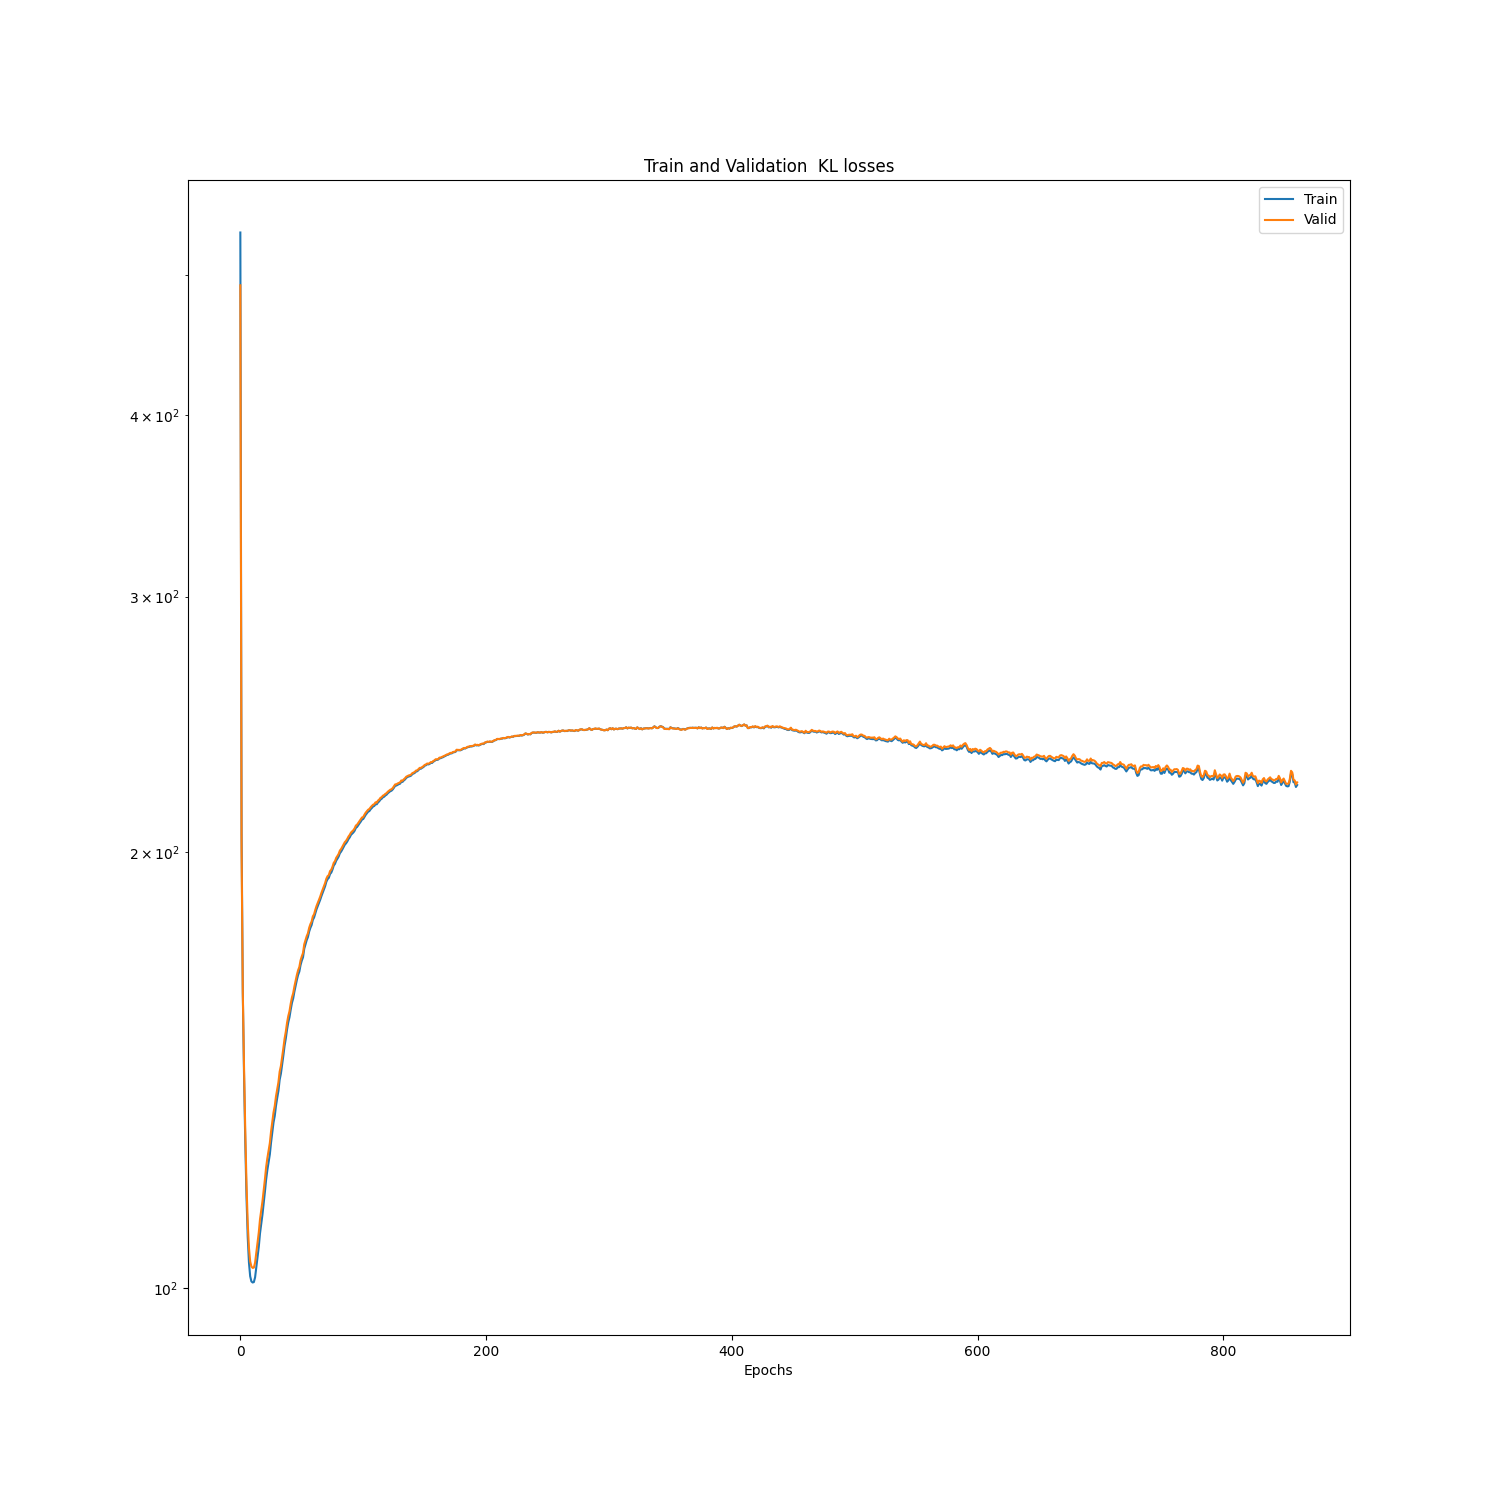 Train and Validation  KL losses
Train
Valid
4 × 10²
3 × 10²
2 × 10²
10²
0 200 400 600 800
Epochs